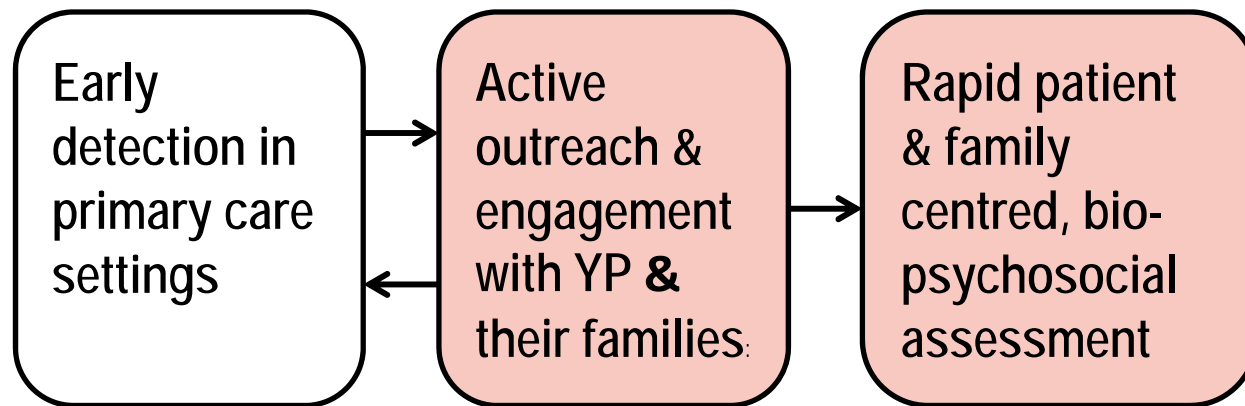 Early
detection in
primary care
settings
Active
outreach &
engagement
with YP &
their families:
Rapid patient
& family
centred, bio-
psychosocial
assessment